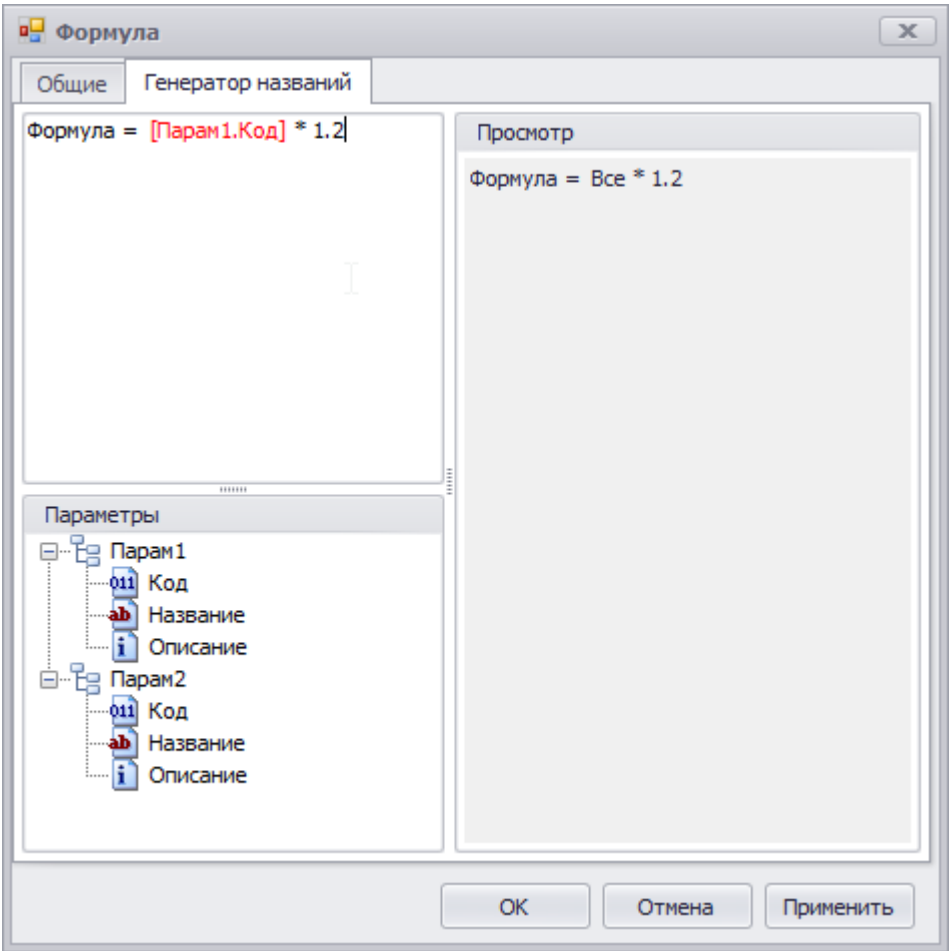 Формула
Общие
Генератор названий
Формула = [Парам1.Код] * 1.2
Просмотр
Формула = Все * 1.2
Параметры
Парам1
011 Код
ab Название
i Описание
Парам2
011 Код
ab Название
i Описание
OK
Отмена
Применить